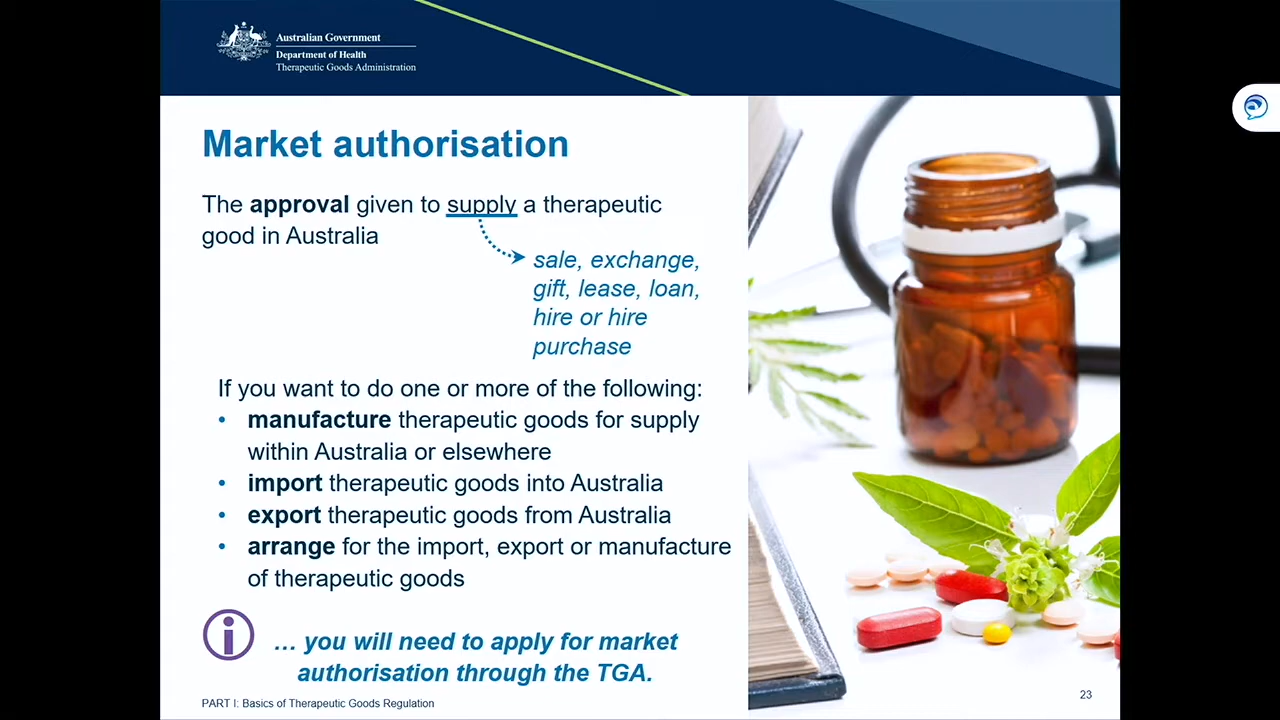 Australian Government
Department of Health
Therapeutic Goods Administration
Market authorisation
The approval given to supply a therapeutic
good in Australia
sale, exchange,
gift, lease, loan,
hire or hire
purchase
If you want to do one or more of the following:
• manufacture therapeutic goods for supply
within Australia or elsewhere
• import therapeutic goods into Australia
• export therapeutic goods from Australia
• arrange for the import, export or manufacture
of therapeutic goods
i
… you will need to apply for market
authorisation through the TGA.
PART I: Basics of Therapeutic Goods Regulation
23